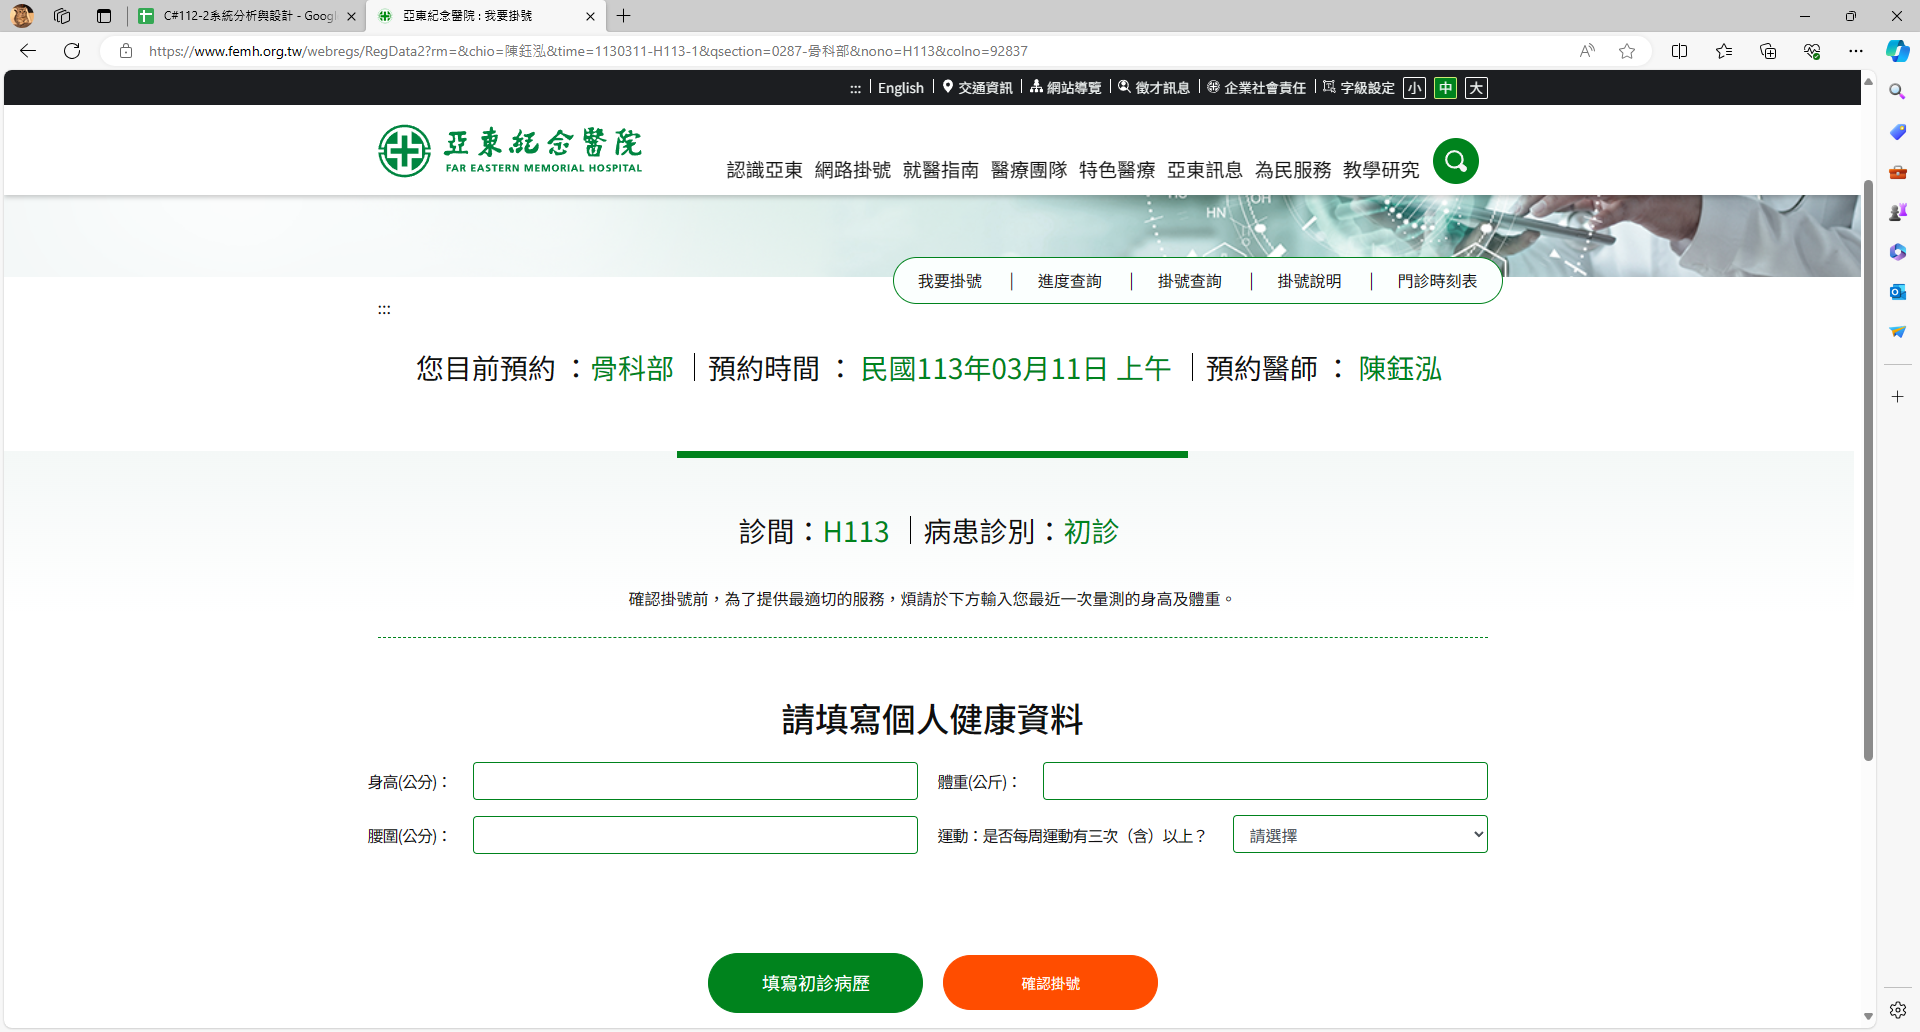 C#112-2系統分析與設計 - Googl
亞東紀念醫院 : 我要掛號
https://www.femh.org.tw/webregs/RegData2?rm=&chio=陳鈺泓&time=1130311-H113-1&qsection=0287-骨科部&nono=H113&colno=92837
::: English 交通資訊 網站導覽 徵才訊息 企業社會責任 字級設定 小 中 大
亞東紀念醫院
FAR EASTERN MEMORIAL HOSPITAL
認識亞東 網路掛號 就醫指南 醫療團隊 特色醫療 亞東訊息 為民服務 教學研究
HN OH
我要掛號 進度查詢 掛號查詢 掛號說明 門診時刻表
:::
您目前預約 ：骨科部 | 預約時間 ： 民國113年03月11日 上午 | 預約醫師 ： 陳鈺泓
診間：H113 | 病患診別：初診
確認掛號前，為了提供最適切的服務，煩請於下方輸入您最近一次量測的身高及體重。
請填寫個人健康資料
身高(公分)： 體重(公斤)：
腰圍(公分)： 運動：是否每周運動有三次（含）以上？ 請選擇
填寫初診病歷 確認掛號